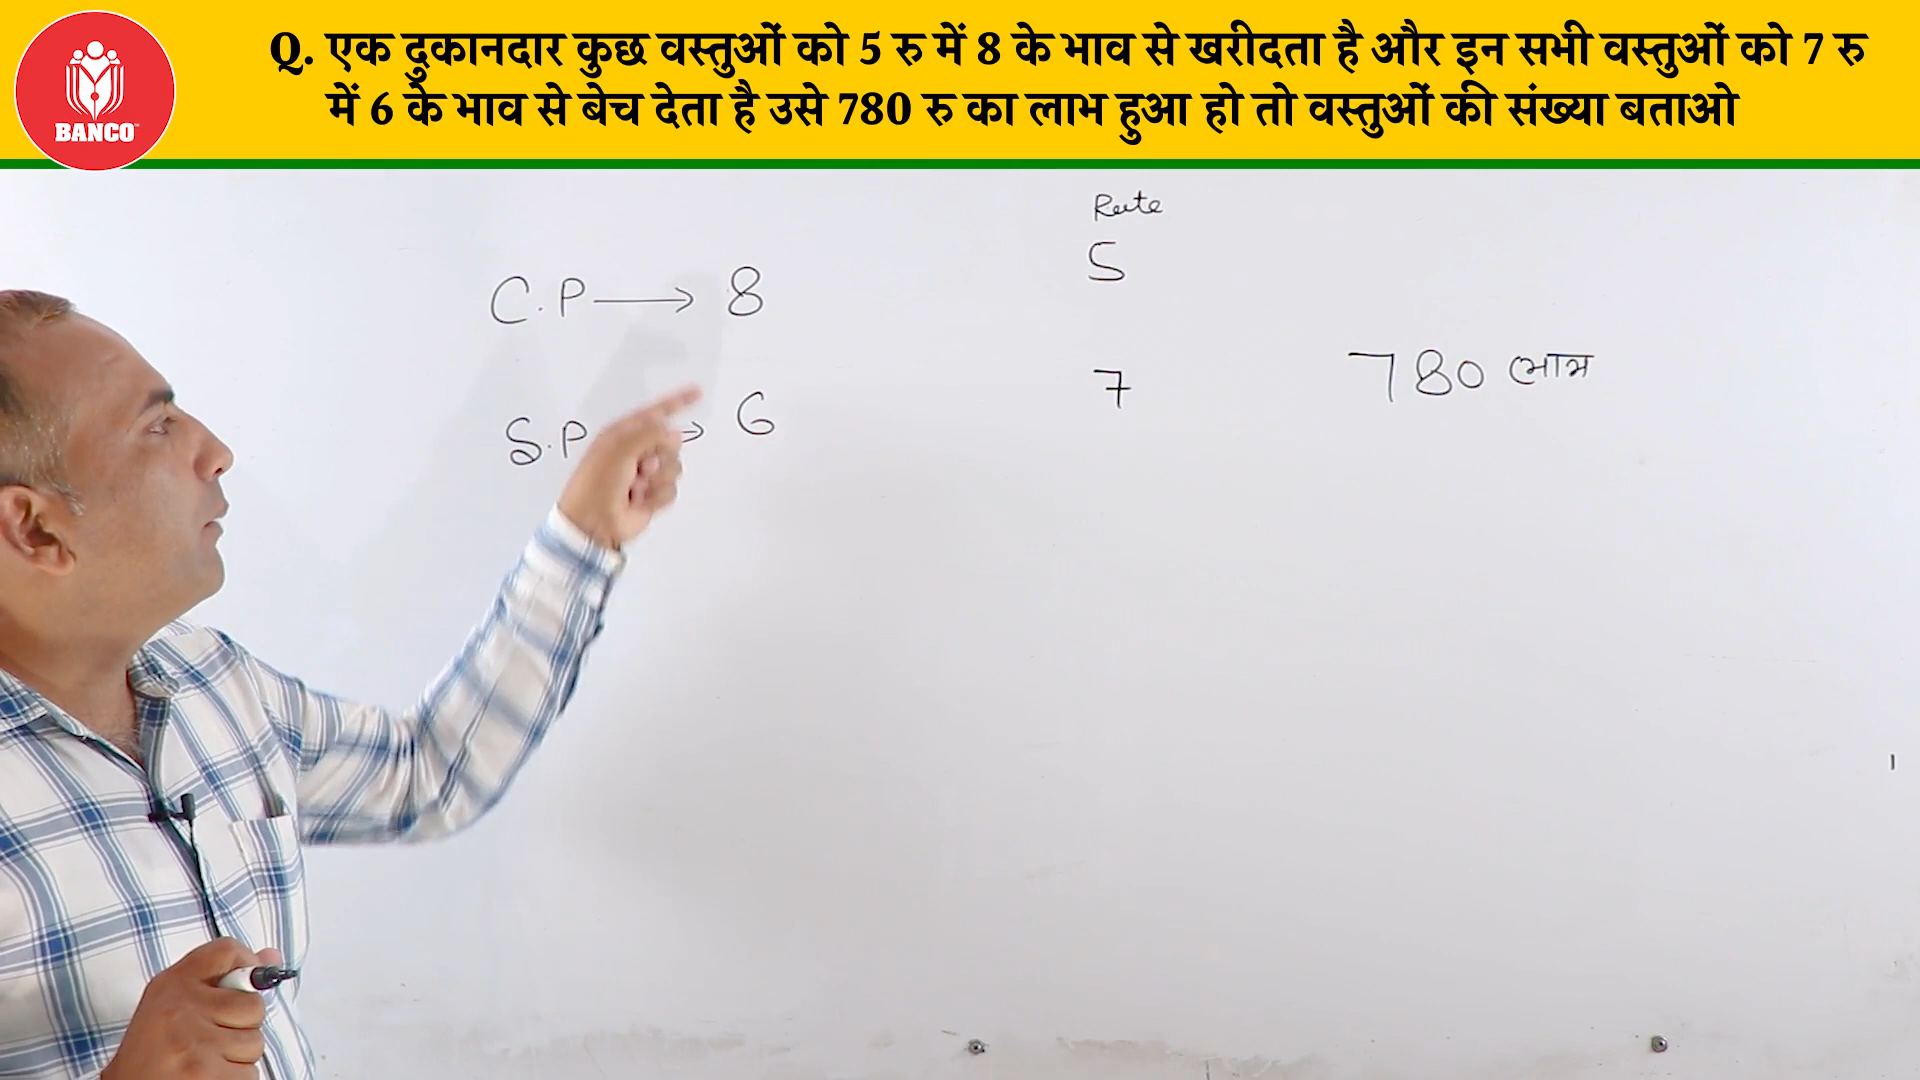 Q. एक दुकानदार कुछ वस्तुओं को 5 रु में 8 के भाव से खरीदता है और इन सभी वस्तुओं को 7 रु
में 6 के भाव से बेच देता है उसे 780 रु का लाभ हुआ हो तो वस्तुओं की संख्या बताओ
BANCO
Rate
C.P → 8 5
S.P → 6 7 780 लाभ